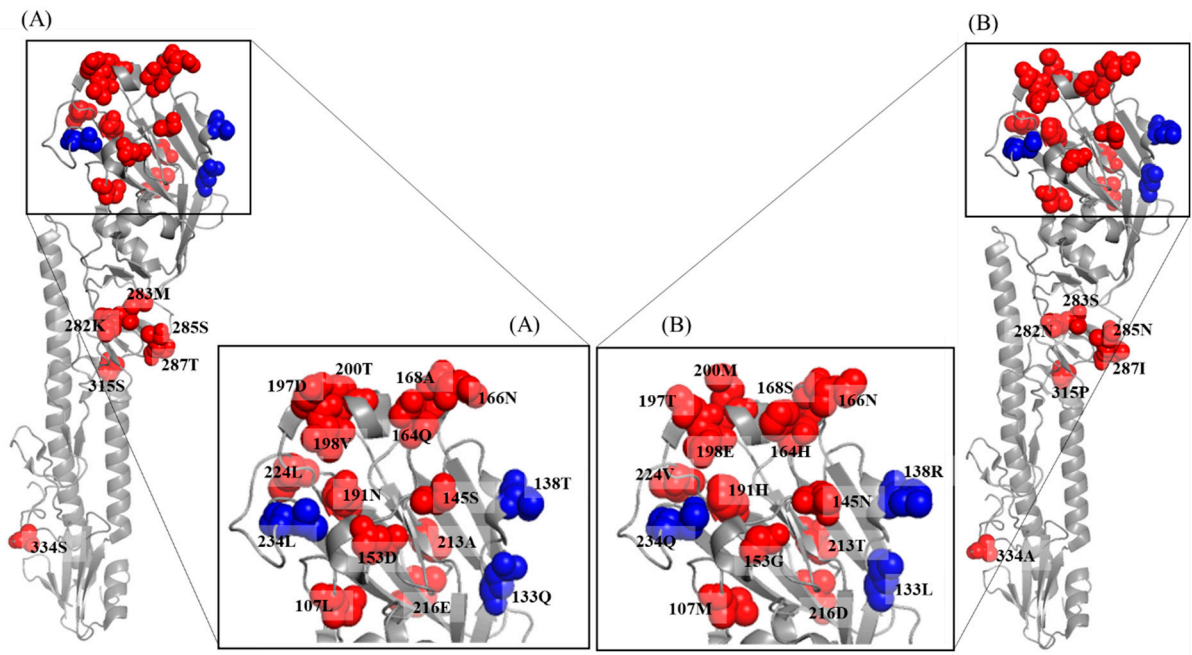 (A)
(B)
283M
282K
285S
287T
315S
334S
283S
282N
285N
287I
315P
334A
(A)
200T
168A
197D
166N
198V
164Q
224L
191N
145S
138T
234L
153D
213A
107L
216E
133Q
(B)
200M
168S
197T
166N
198E
164H
224V
191H
145N
138R
234Q
153G
213T
107M
216D
133L